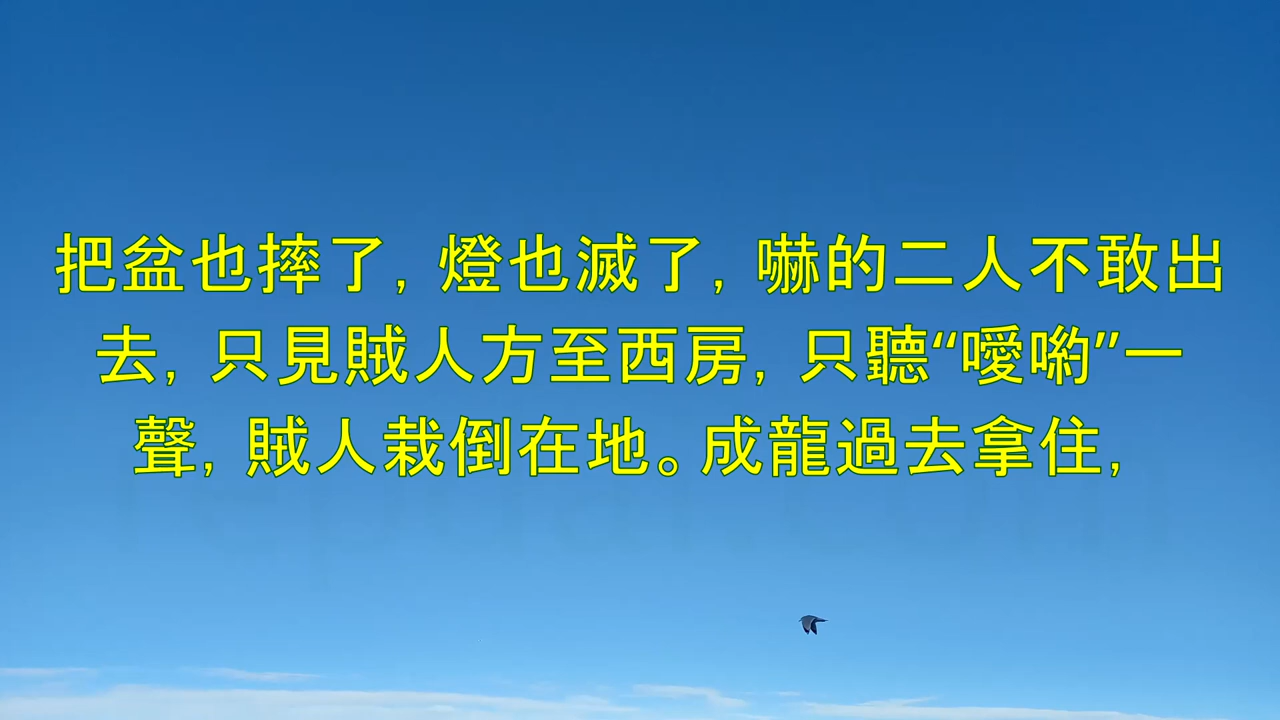 把盆也摔了, 燈也滅了, 嚇的二人不敢出
去, 只見賊人方至西房, 只聽“噯喲”一
聲, 賊人栽倒在地。成龍過去拿住,